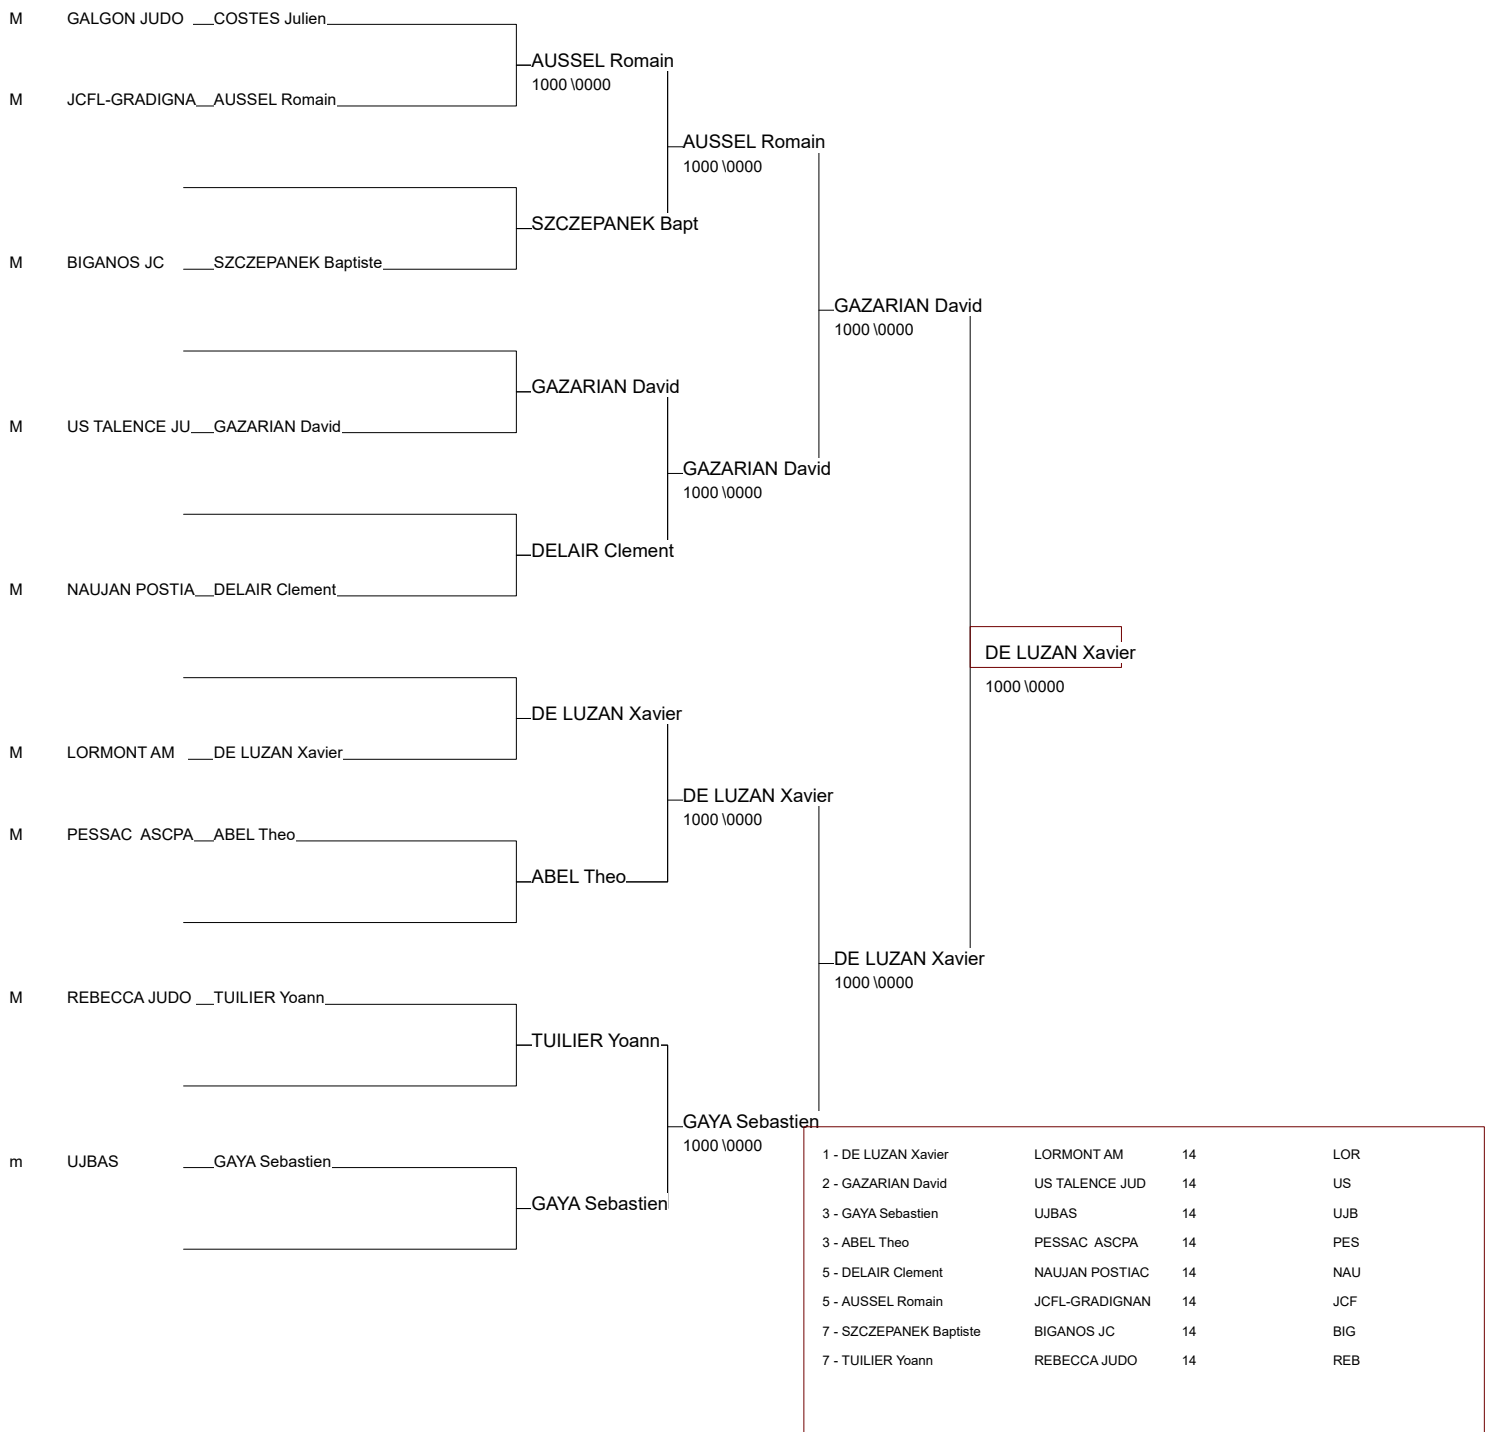 M GALGON JUDO COSTES Julien
AUSSEL Romain
1000 \0000
M JCFL-GRADIGNA AUSSEL Romain
AUSSEL Romain
1000 \0000
SZCZEPANEK Bapt
M BIGANOS JC SZCZEPANEK Baptiste
GAZARIAN David
1000 \0000
GAZARIAN David
M US TALENCE JU GAZARIAN David
GAZARIAN David
1000 \0000
DELAIR Clement
M NAUJAN POSTIA DELAIR Clement
DE LUZAN Xavier
1000 \0000
DE LUZAN Xavier
M LORMONT AM DE LUZAN Xavier
DE LUZAN Xavier
1000 \0000
M PESSAC ASCPA ABEL Theo
ABEL Theo
DE LUZAN Xavier
1000 \0000
M REBECCA JUDO TUILIER Yoann
TUILIER Yoann
GAYA Sebastien
1000 \0000
m UJBAS GAYA Sebastien
GAYA Sebastien
1 - DE LUZAN Xavier LORMONT AM 14 LOR
2 - GAZARIAN David US TALENCE JUD 14 US
3 - GAYA Sebastien UJBAS 14 UJB
3 - ABEL Theo PESSAC ASCPA 14 PES
5 - DELAIR Clement NAUJAN POSTIAC 14 NAU
5 - AUSSEL Romain JCFL-GRADIGNAN 14 JCF
7 - SZCZEPANEK Baptiste BIGANOS JC 14 BIG
7 - TUILIER Yoann REBECCA JUDO 14 REB